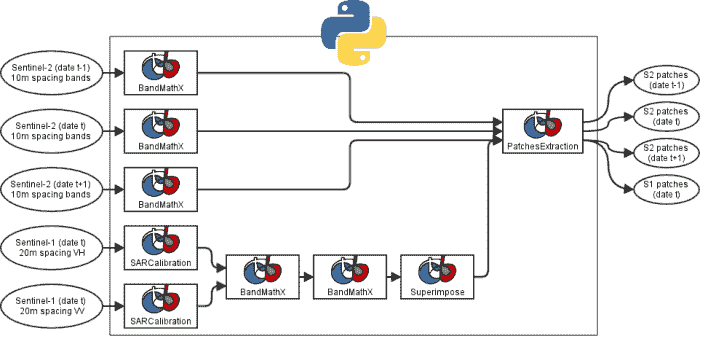 Sentinel-2 (date t-1)
10m spacing bands
BandMathX
S2 patches
(date t-1)
Sentinel-2 (date t)
10m spacing bands
BandMathX
PatchesExtraction
S2 patches
(date t)
Sentinel-2 (date t+1)
10m spacing bands
BandMathX
S2 patches
(date t+1)
S1 patches
(date t)
Sentinel-1 (date t)
20m spacing VH
SARCalibration
BandMathX
BandMathX
Superimpose
Sentinel-1 (date t)
20m spacing VV
SARCalibration